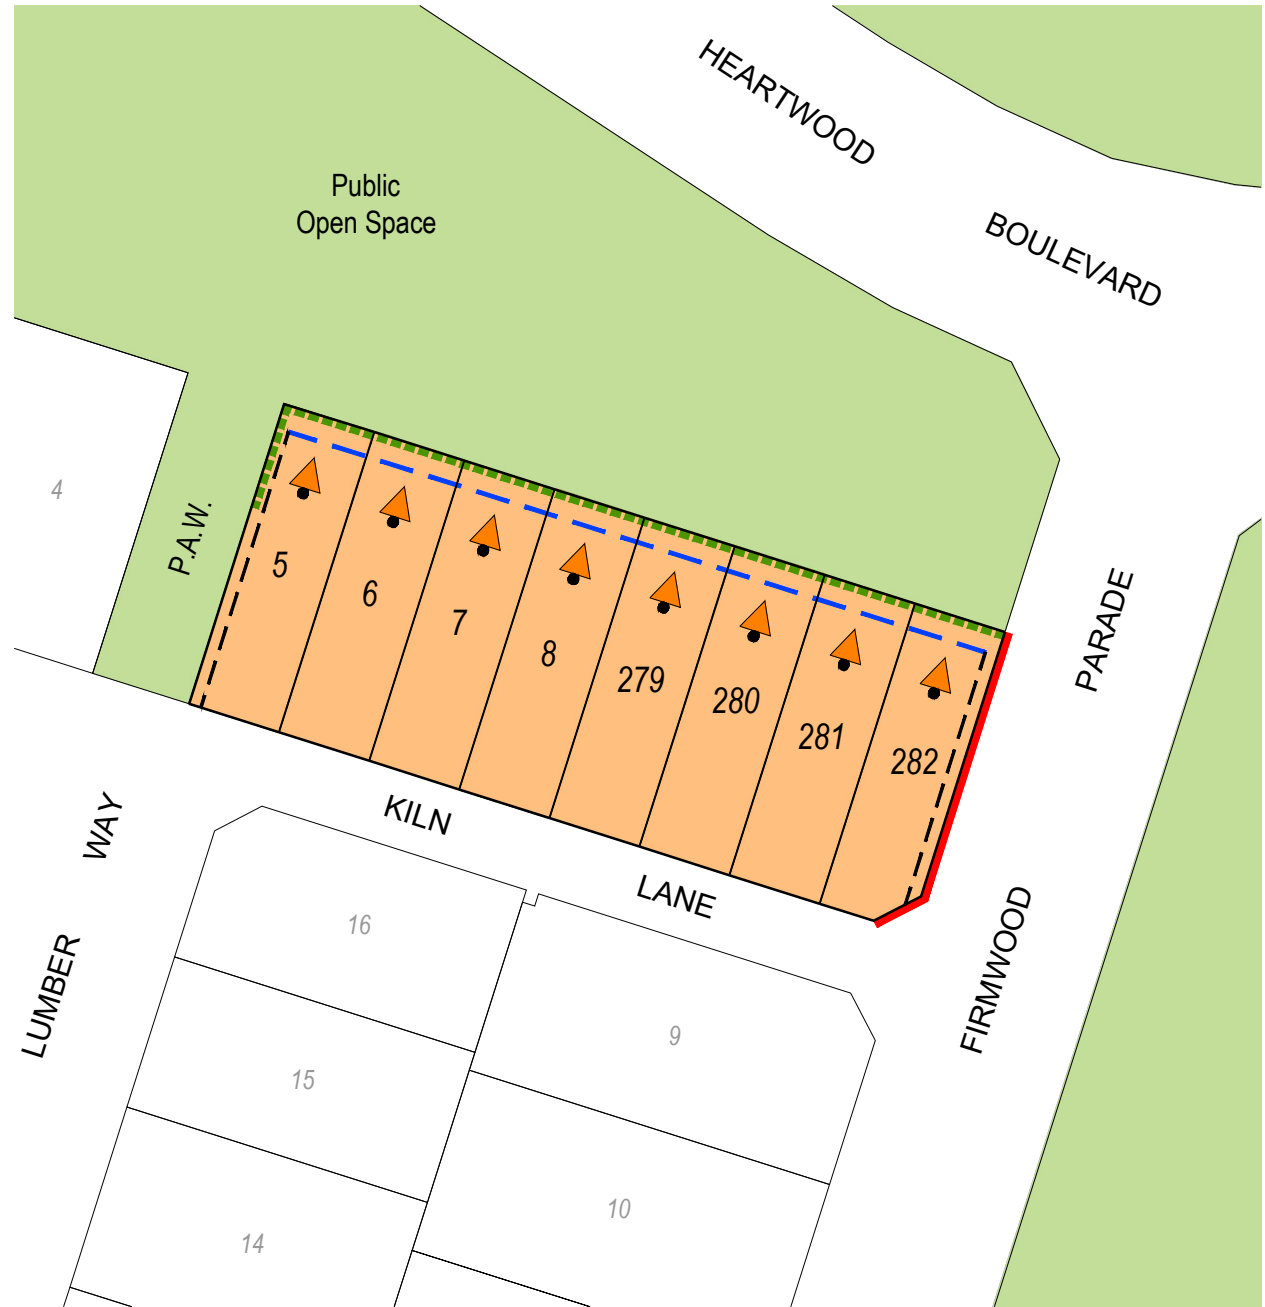 HEARTWOOD
BOULEVARD
Public
Open Space
4
P.A.W.
5
6
7
8
279
280
281
282
PARADE
FIRMWOOD
KILN
LANE
WAY
LUMBER
16
9
15
10
14